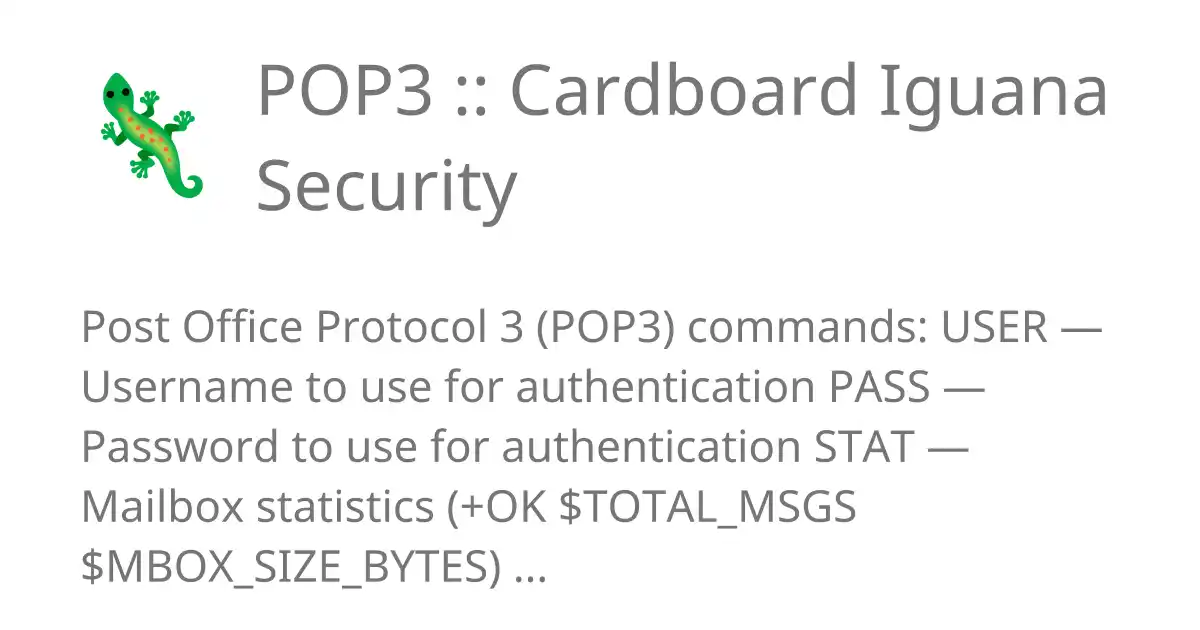 POP3 :: Cardboard Iguana
Security
Post Office Protocol 3 (POP3) commands: USER —
Username to use for authentication PASS —
Password to use for authentication STAT —
Mailbox statistics (+OK $TOTAL_MSGS
$MBOX_SIZE_BYTES) ...